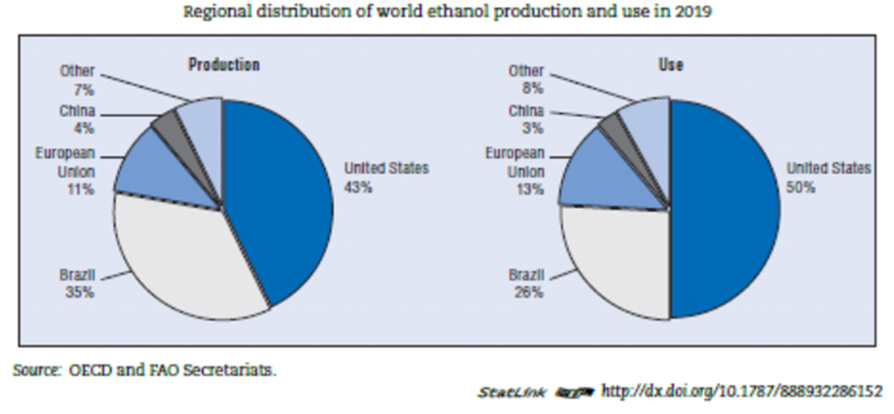 Regional distribution of world ethanol production and use in 2019
Production
Other
7%
China
4%
European
Union
11%
Brazil
35%
United States
43%
Use
Other
8%
China
3%
European
Union
13%
Brazil
26%
United States
50%
Source: OECD and FAO Secretariats.
StatLink http://dx.doi.org/10.1787/888932286152